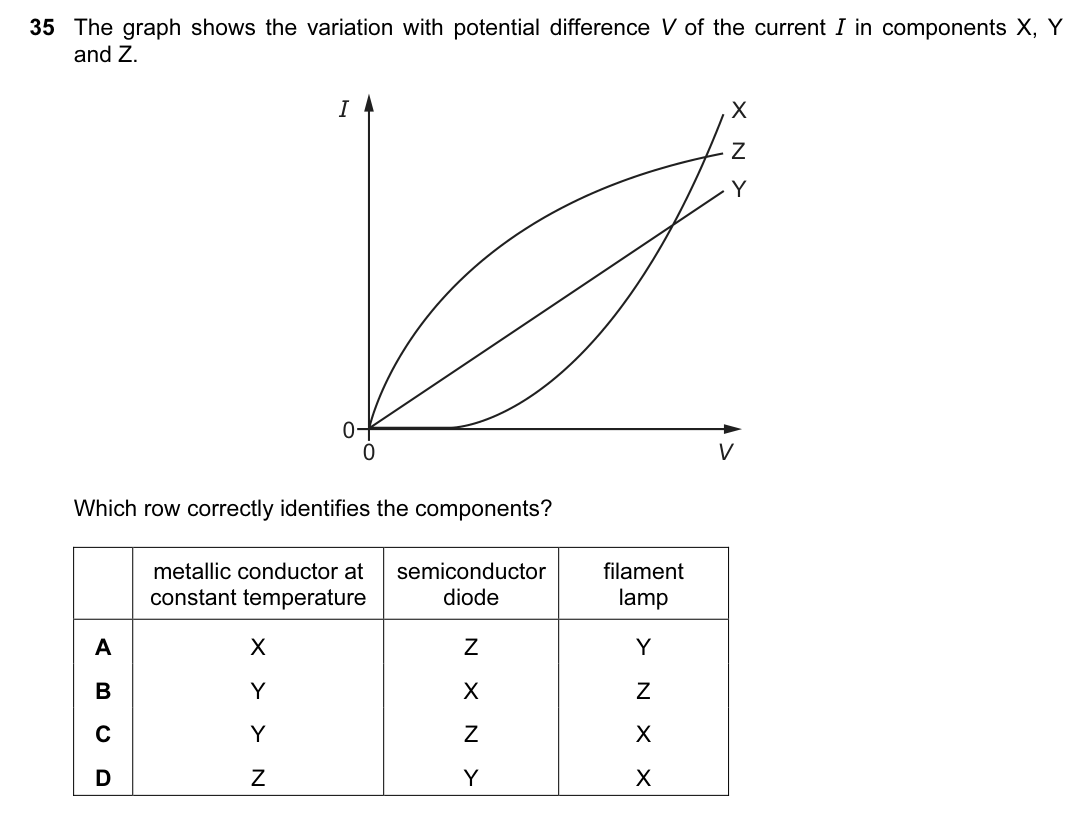 35 The graph shows the variation with potential difference V of the current I in components X, Y
and Z.
I
X
Z
Y
0
0
V
Which row correctly identifies the components?
metallic conductor at constant temperature semiconductor diode filament lamp
A X Z Y
B Y X Z
C Y Z X
D Z Y X